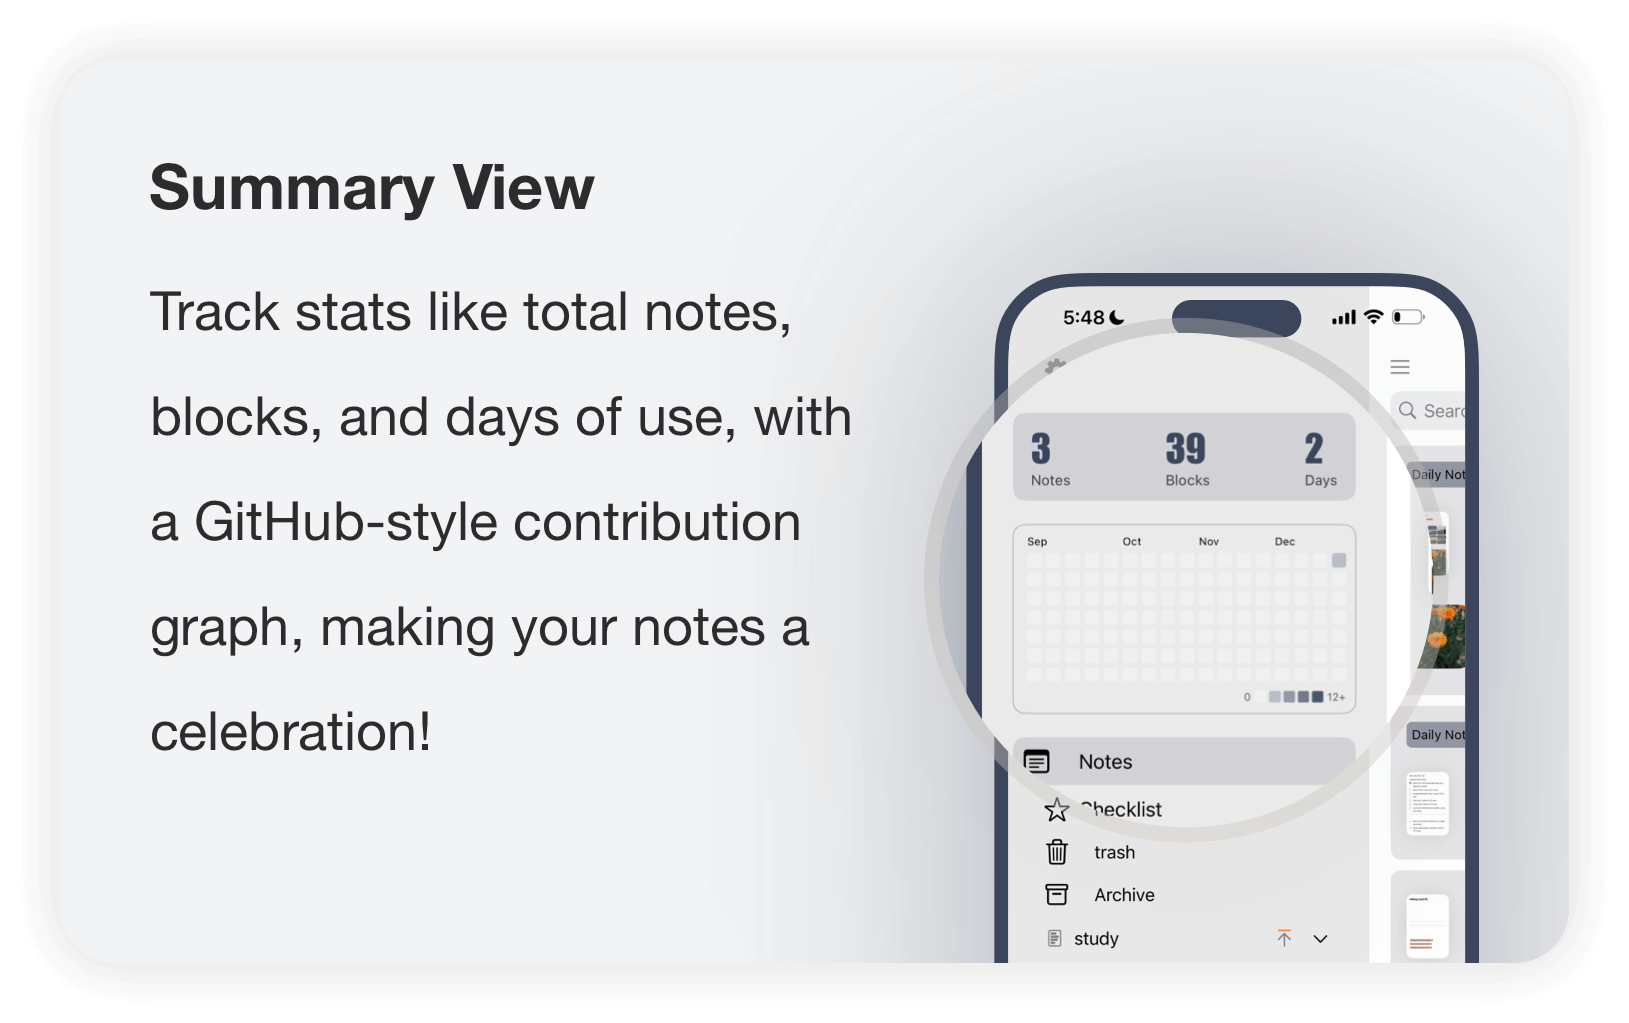 Summary View
Track stats like total notes,
blocks, and days of use, with
a GitHub-style contribution
graph, making your notes a
celebration!
5:48
3 39 2
Notes Blocks Days
Sep Oct Nov Dec
0 12+
Notes
Checklist
trash
Archive
study
Sear
Daily Not
Daily Not